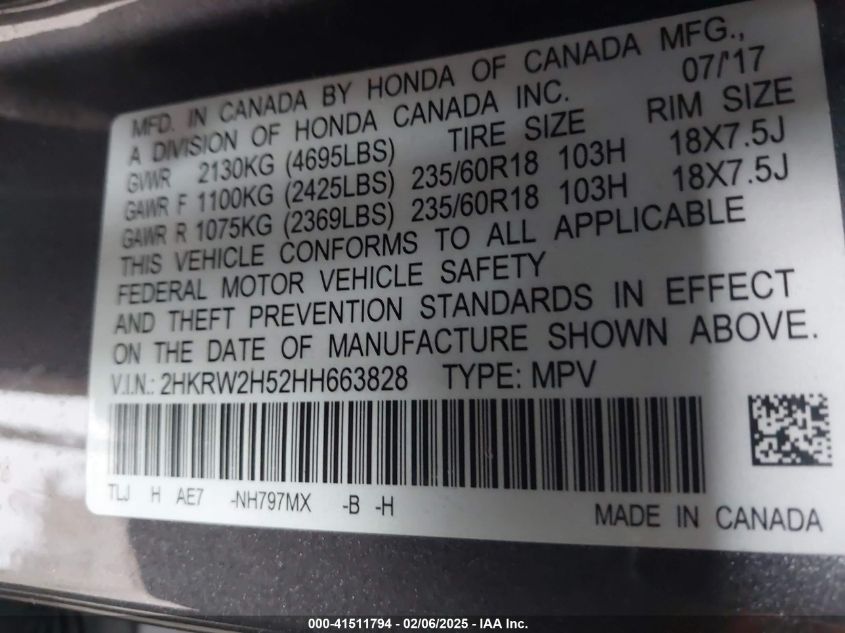 MFD. IN CANADA BY HONDA OF CANADA MFG.,
A DIVISION OF HONDA CANADA INC. 07/'17
GVWR 2130KG (4695LBS) TIRE SIZE RIM SIZE
GAWR F 1100KG (2425LBS) 235/60R18 103H 18X7.5J
GAWR R 1075KG (2369LBS) 235/60R18 103H 18X7.5J
THIS VEHICLE CONFORMS TO ALL APPLICABLE
FEDERAL MOTOR VEHICLE SAFETY
AND THEFT PREVENTION STANDARDS IN EFFECT
ON THE DATE OF MANUFACTURE SHOWN ABOVE.
V.I.N.: 2HKRW2H52HH663828 TYPE: MPV
TLJ H AE7 -NH797MX -B -H
MADE IN CANADA
000-41511794 - 02/06/2025 - IAA Inc.